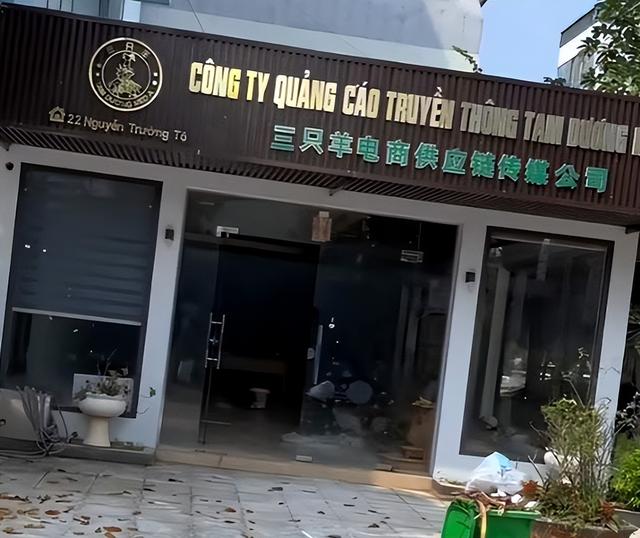 CÔNG TY QUẢNG CÁO TRUYỀN THÔNG TAM DƯƠNG
22 Nguyễn Trường Tộ
三只羊电商供应链传媒公司